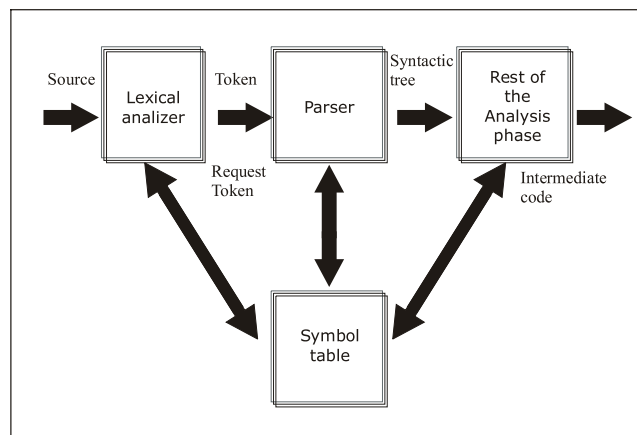 Source
Lexical
analizer
Token
Request
Token
Parser
Syntactic
tree
Rest of
the
Analysis
phase
Intermediate
code
Symbol
table